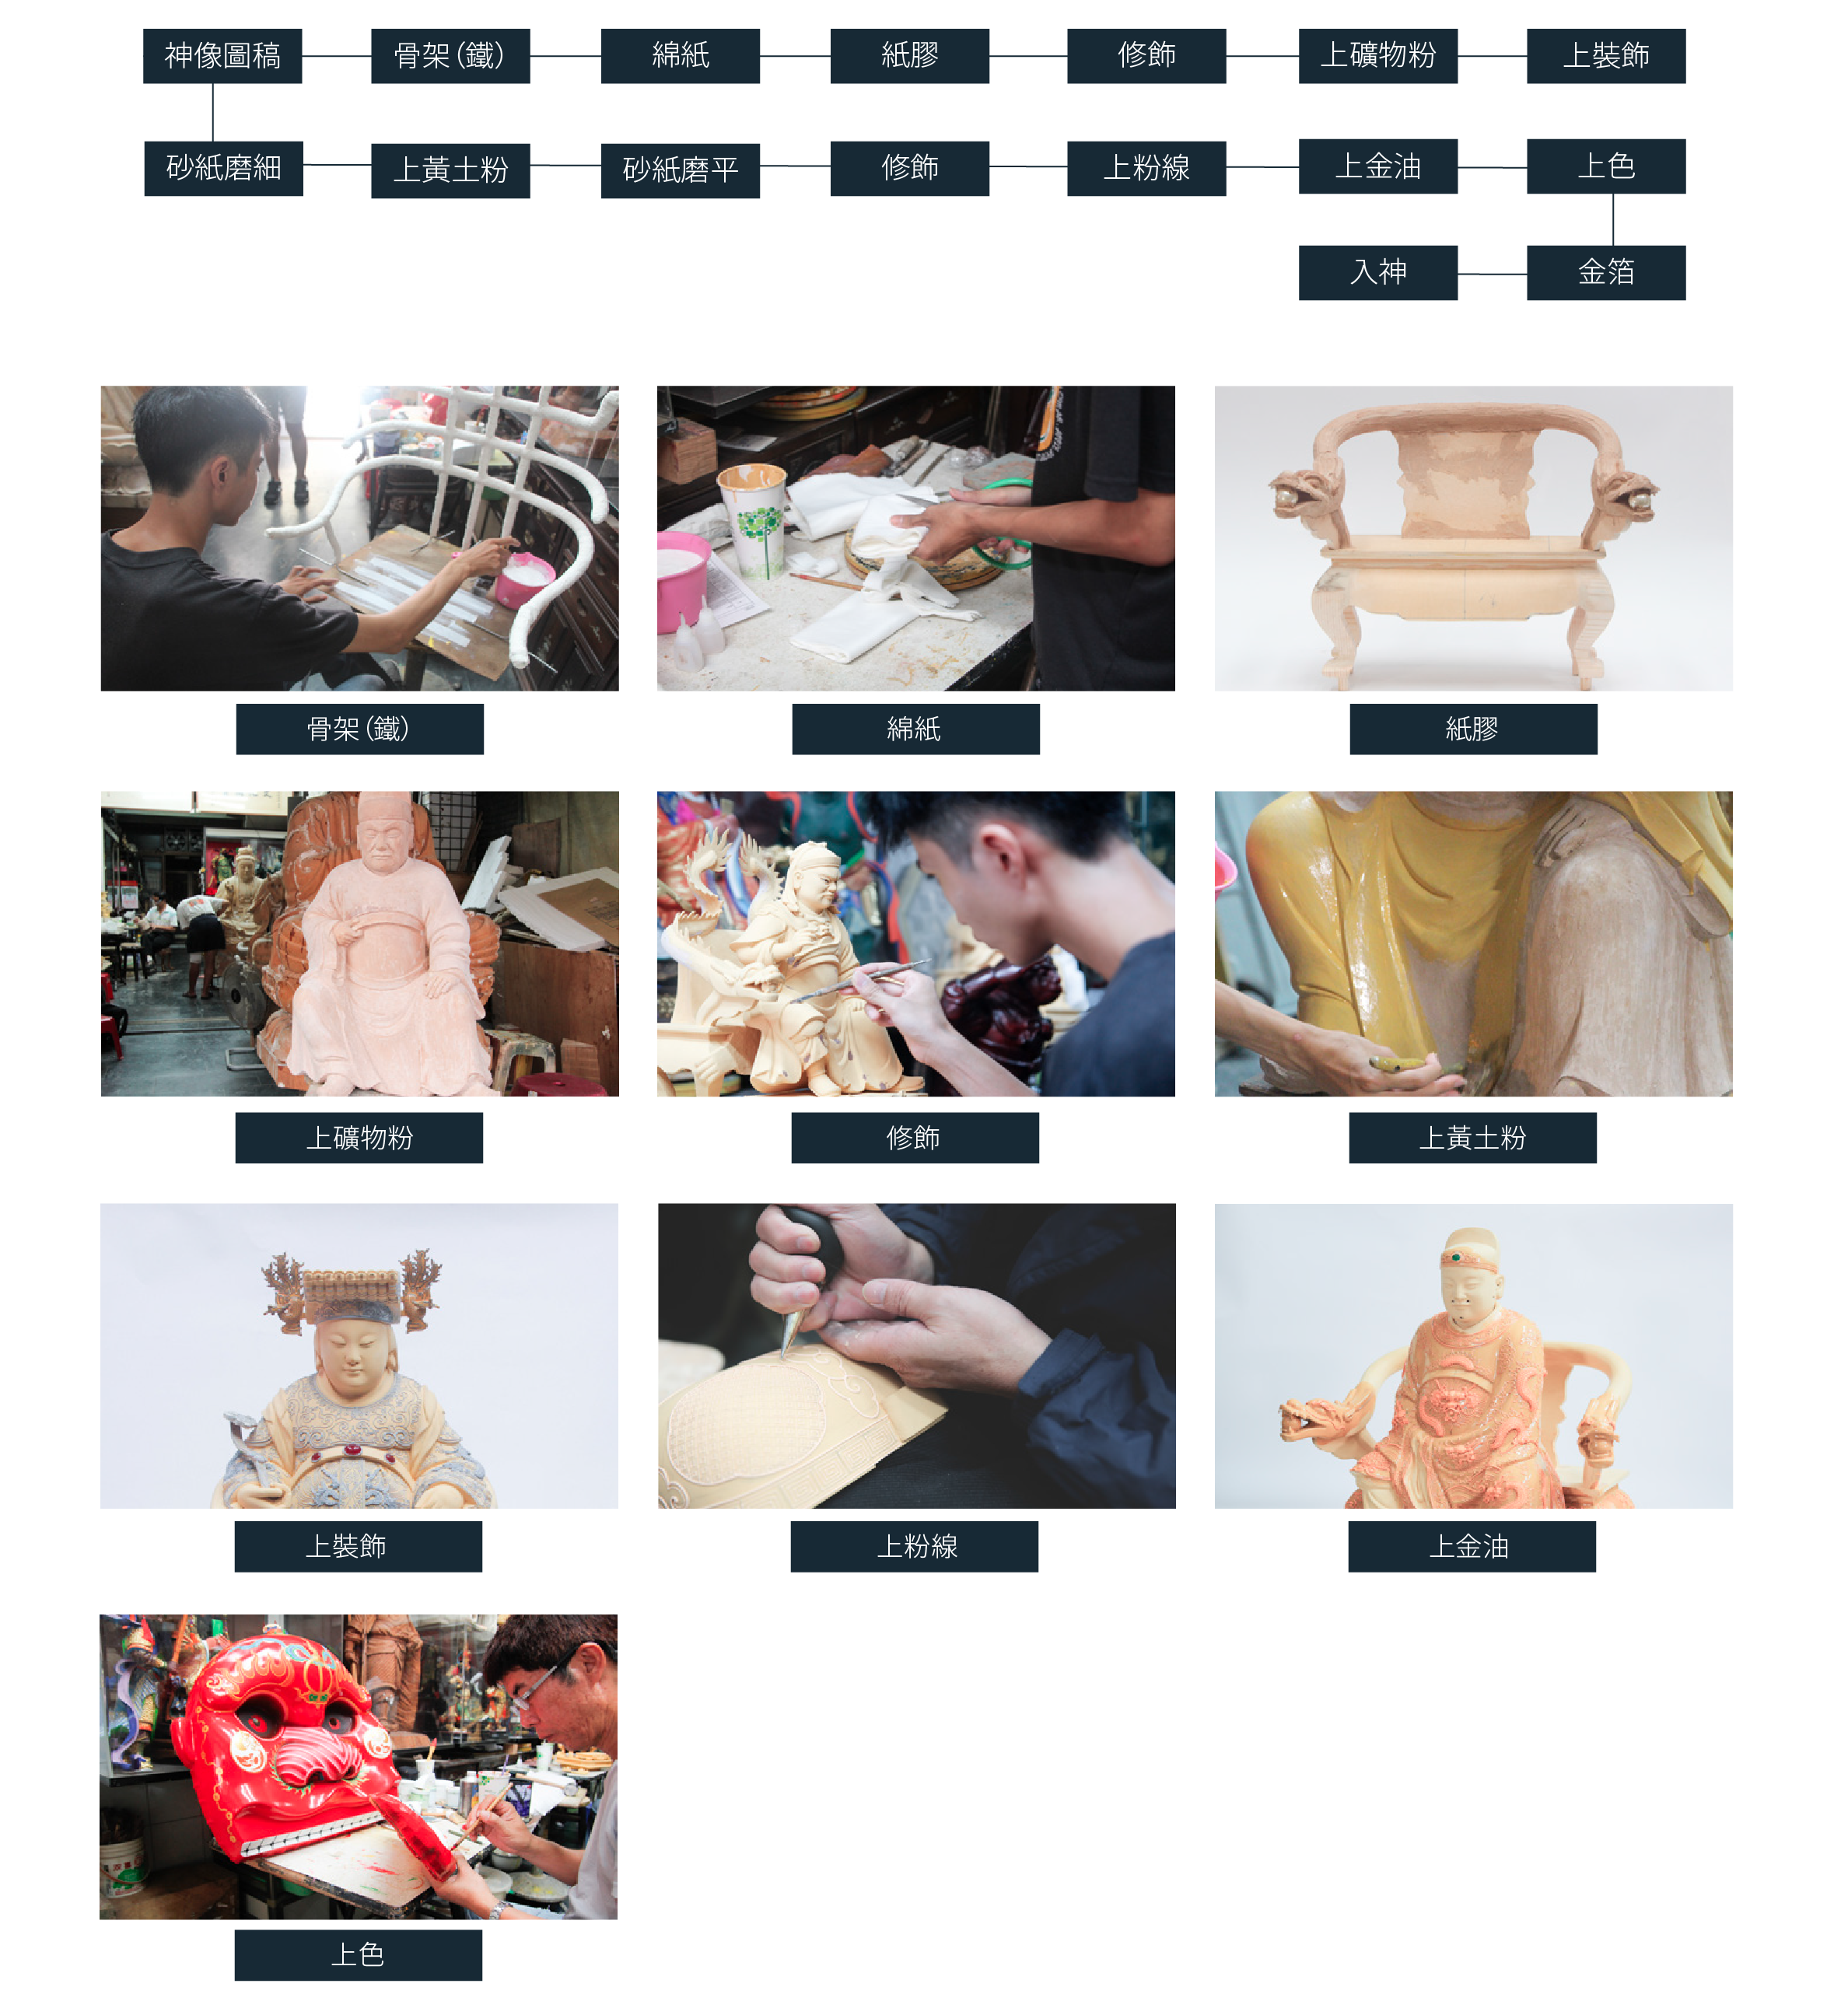 神像圖稿
骨架(鐵)
綿紙
紙膠
修飾
上礦物粉
上裝飾
砂紙磨細
上黃土粉
砂紙磨平
修飾
上粉線
上金油
上色
入神
金箔
骨架(鐵)
綿紙
紙膠
上礦物粉
修飾
上黃土粉
上裝飾
上粉線
上金油
上色